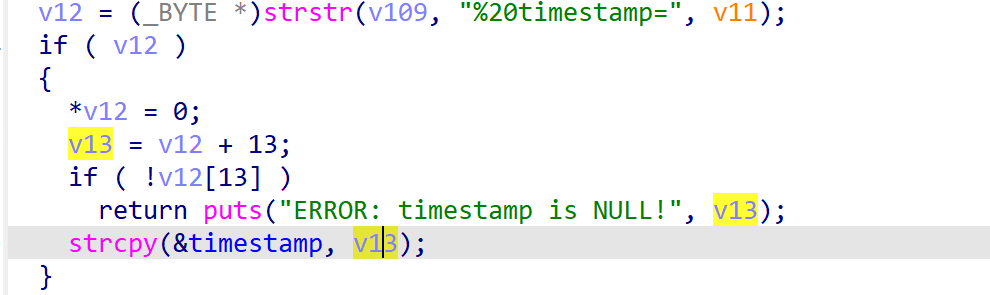 v12 = (_BYTE *)strstr(v109, "%20timestamp=", v11);
if ( v12 )
{
*v12 = 0;
v13 = v12 + 13;
if ( !v12[13] )
return puts("ERROR: timestamp is NULL!", v13);
strcpy(&timestamp, v13);
}